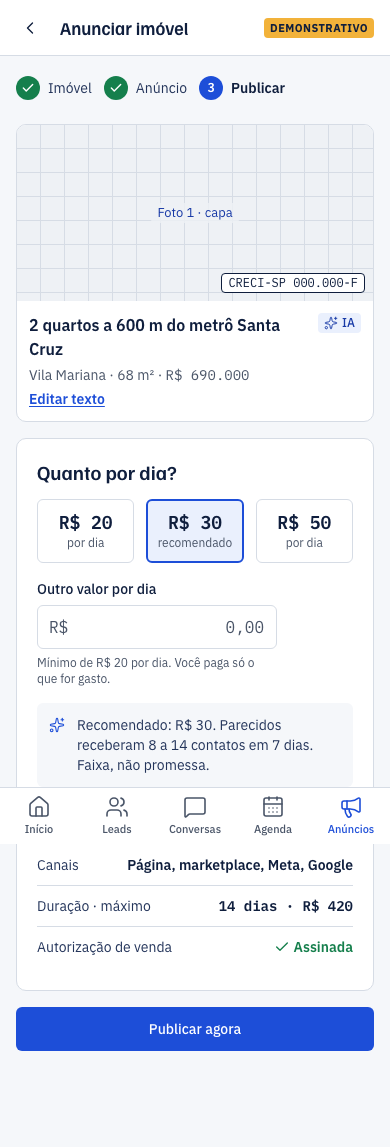 Anunciar imóvel
DEMONSTRATIVO
Imóvel
Anúncio
3
Publicar
Foto 1 · capa
CRECI-SP 000.000-F
2 quartos a 600 m do metrô Santa
Cruz
IA
Vila Mariana · 68 m² · R$ 690.000
Editar texto
Quanto por dia?
R$ 20
por dia
R$ 30
recomendado
R$ 50
por dia
Outro valor por dia
R$
0,00
Mínimo de R$ 20 por dia. Você paga só o
que for gasto.
Recomendado: R$ 30. Parecidos
receberam 8 a 14 contatos em 7 dias.
Faixa, não promessa.
Início
Leads
Conversas
Agenda
Anúncios
Canais
Página, marketplace, Meta, Google
Duração · máximo
14 dias · R$ 420
Autorização de venda
Assinada
Publicar agora